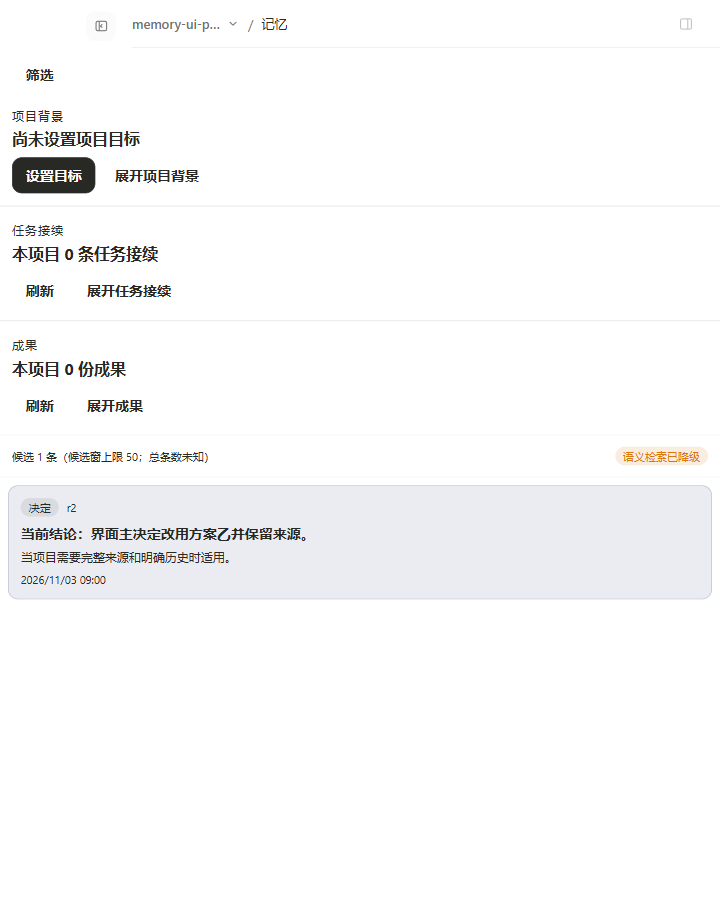 memory-ui-p... / 记忆
筛选
项目背景
尚未设置项目目标
设置目标 展开项目背景
任务接续
本项目 0 条任务接续
刷新 展开任务接续
成果
本项目 0 份成果
刷新 展开成果
候选 1 条（候选窗上限 50；总条数未知） 语义检索已降级
决定 r2
当前结论：界面主决定改用方案乙并保留来源。
当项目需要完整来源和明确历史时适用。
2026/11/03 09:00